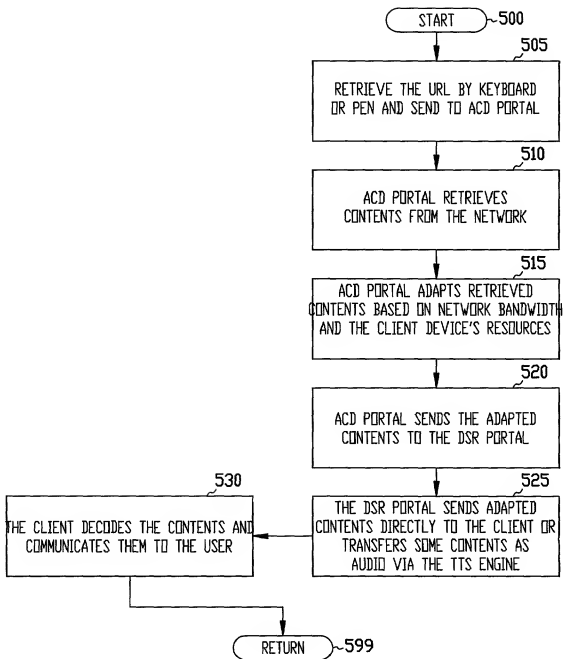 START
500
505
RETRIEVE THE URL BY KEYBOARD
OR PEN AND SEND TO ACD PORTAL
510
ACD PORTAL RETRIEVES
CONTENTS FROM THE NETWORK
515
ACD PORTAL ADAPTS RETRIEVED
CONTENTS BASED ON NETWORK BANDWIDTH
AND THE CLIENT DEVICE'S RESOURCES
520
ACD PORTAL SENDS THE ADAPTED
CONTENTS TO THE DSR PORTAL
525
THE DSR PORTAL SENDS ADAPTED
CONTENTS DIRECTLY TO THE CLIENT OR
TRANSFERS SOME CONTENTS AS
AUDIO VIA THE TTS ENGINE
530
THE CLIENT DECODES THE CONTENTS AND
COMMUNICATES THEM TO THE USER
RETURN
599